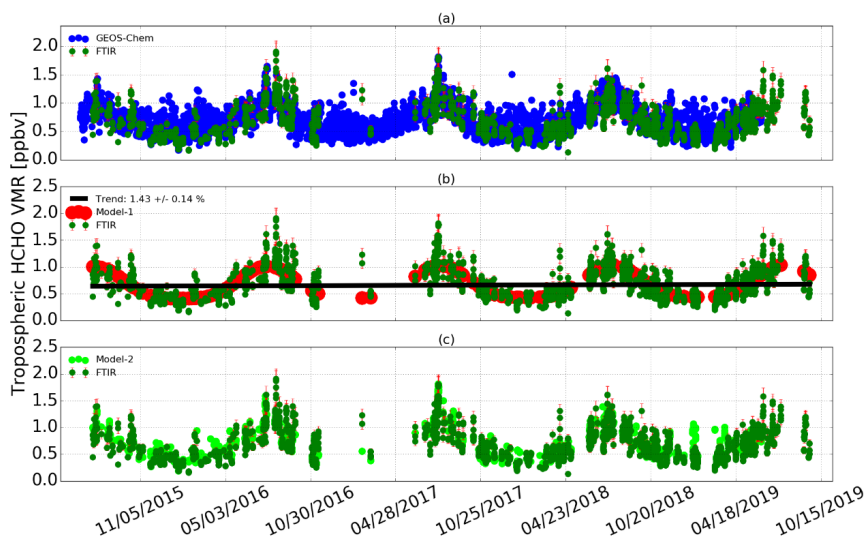 (a)
GEOS-Chem
FTIR
2.0
1.5
1.0
0.5
0.0
(b)
2.5
Trend: 1.43 +/- 0.14 %
Model-1
FTIR
2.0
1.5
1.0
0.5
0.0
(c)
2.5
Model-2
FTIR
2.0
1.5
1.0
0.5
0.0
Tropospheric HCHO VMR [ppbv]
11/05/2015
05/03/2016
10/30/2016
04/28/2017
10/25/2017
04/23/2018
10/20/2018
04/18/2019
10/15/2019